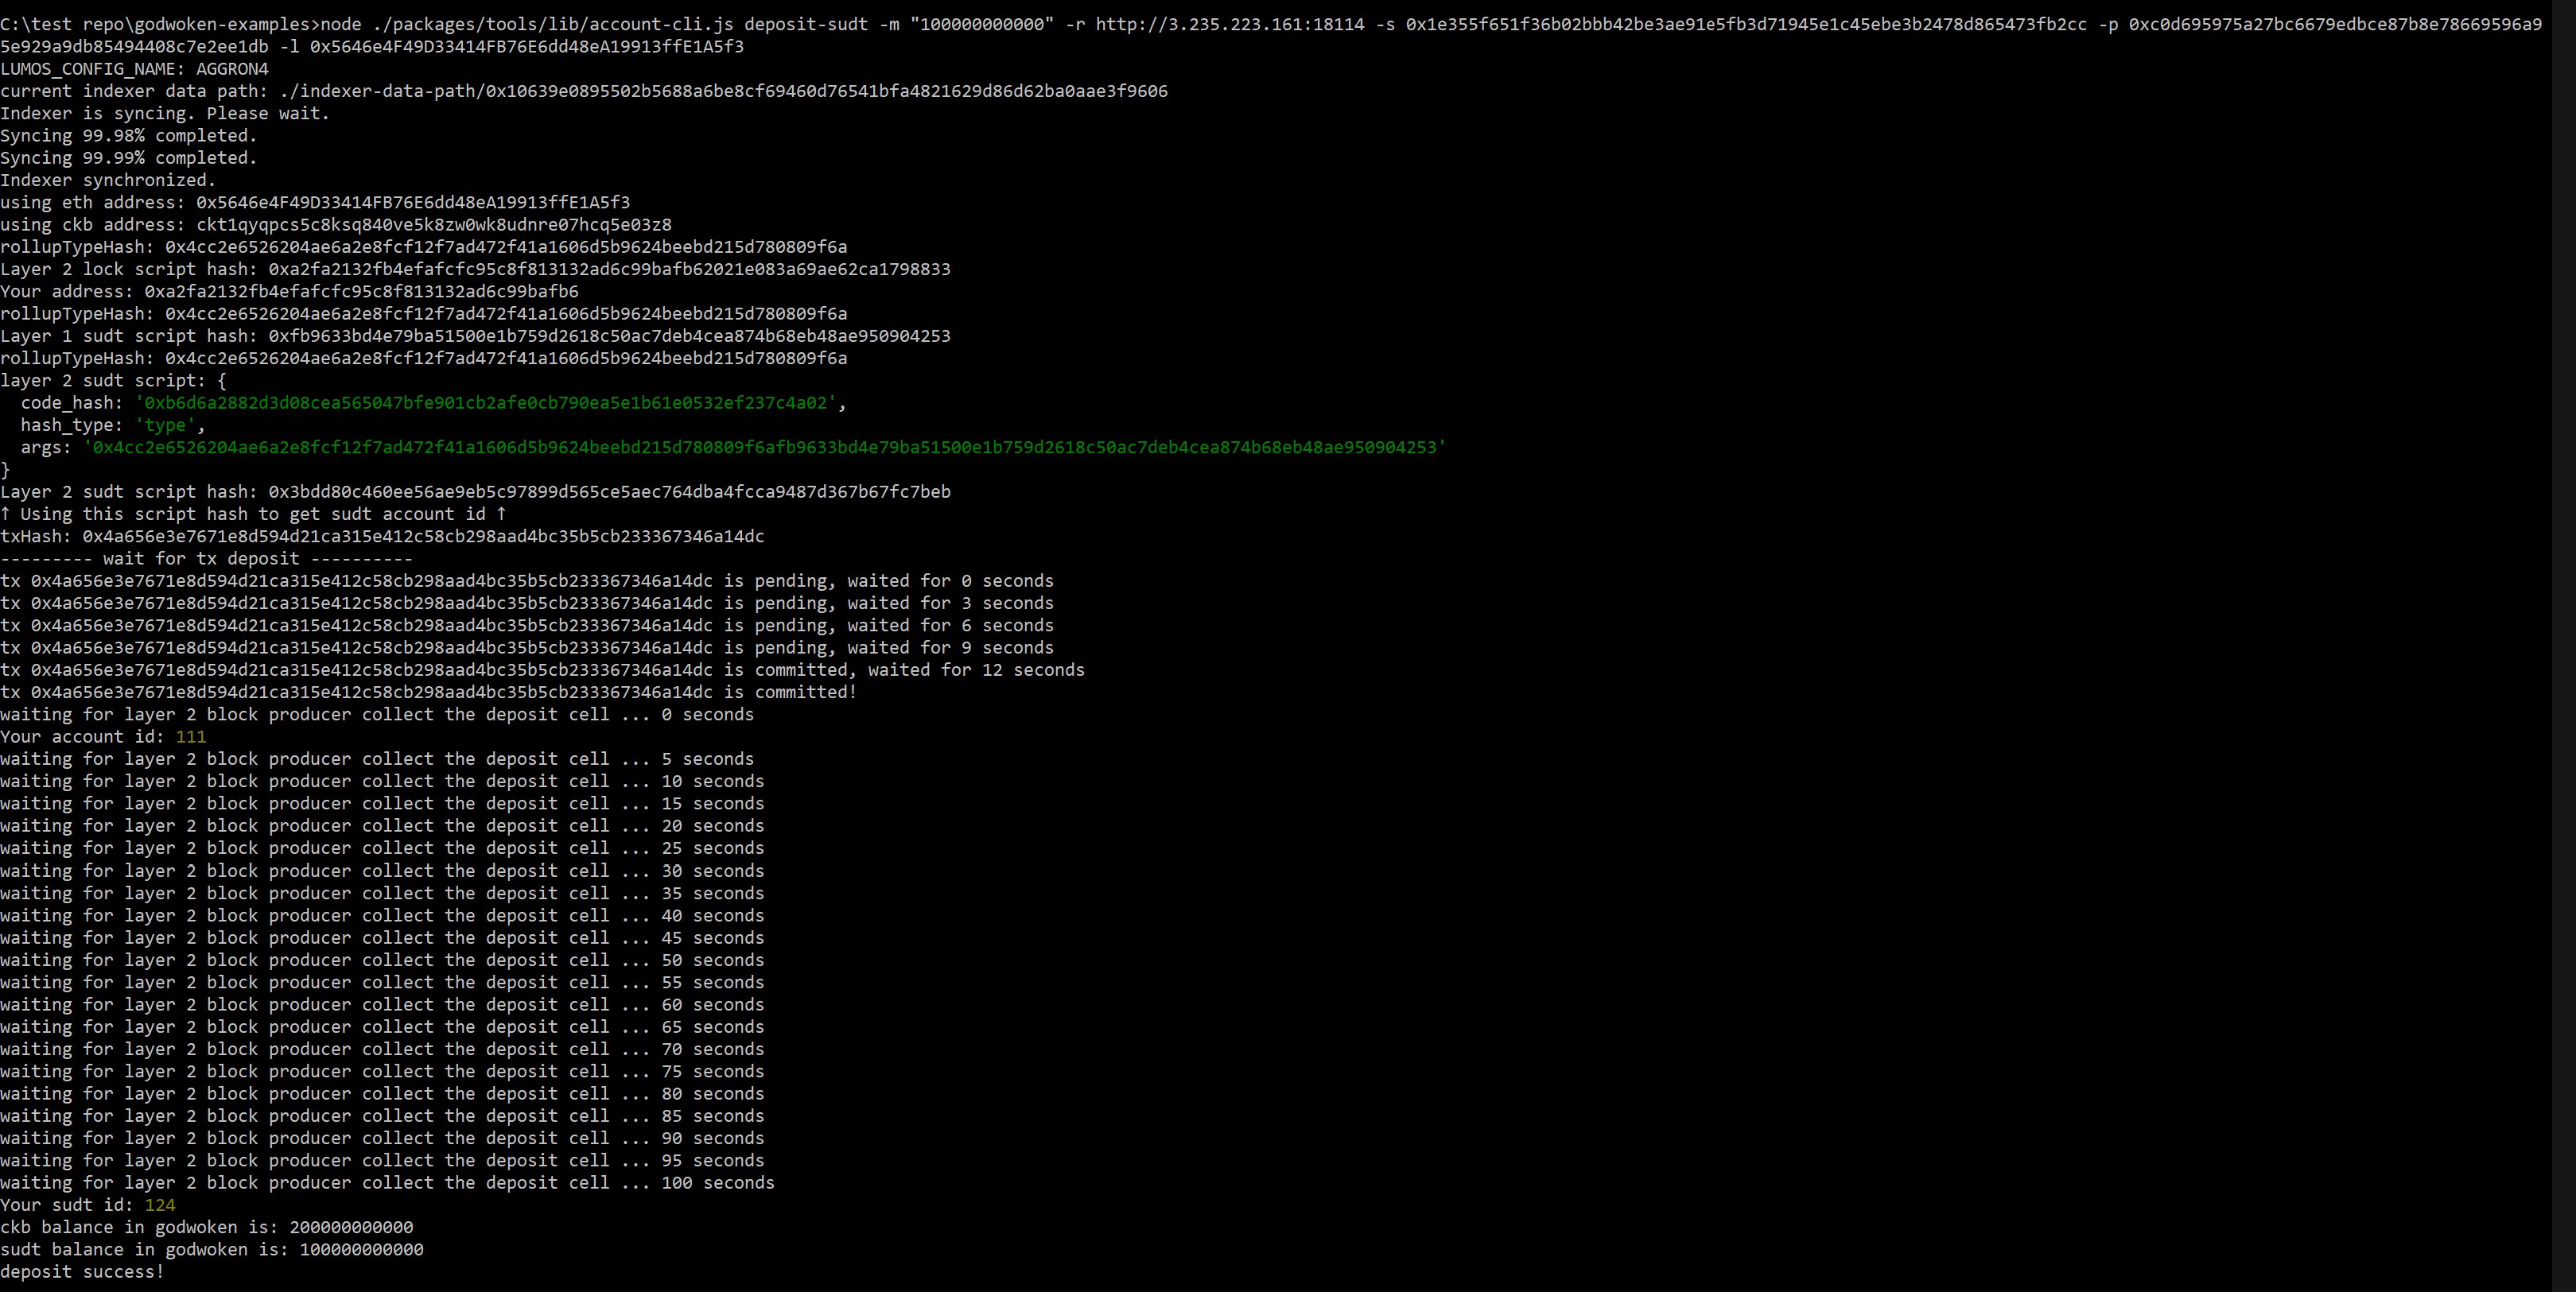 C:\test repo\godwoken-examples>node ./packages/tools/lib/account-cli.js deposit-sudt -m "100000000000" -r http://3.235.223.161:18114 -s 0x1e355f651f36b02bbb42be3ae91e5fb3d71945e1c45ebe3b2478d865473fb2cc -p 0xc0d695975a27bc6679edbce87b8e78669596a9
5e929a9db85494408c7e2ee1db -l 0x5646e4F49D33414FB76E6dd48eA19913ffE1A5f3
LUMOS_CONFIG_NAME: AGGRON4
current indexer data path: ./indexer-data-path/0x10639e0895502b5688a6be8cf69460d76541bfa4821629d86d62ba0aae3f9606
Indexer is syncing. Please wait.
Syncing 99.98% completed.
Syncing 99.99% completed.
Indexer synchronized.
using eth address: 0x5646e4F49D33414FB76E6dd48eA19913ffE1A5f3
using ckb address: ckt1qyqpcs5c8ksq840ve5k8zw0wk8udnre07hcq5e03z8
rollupTypeHash: 0x4cc2e6526204ae6a2e8fcf12f7ad472f41a1606d5b9624beebd215d780809f6a
Layer 2 lock script hash: 0xa2fa2132fb4efafcfc95c8f813132ad6c99bafb62021e083a69ae62ca1798833
Your address: 0xa2fa2132fb4efafcfc95c8f813132ad6c99bafb6
rollupTypeHash: 0x4cc2e6526204ae6a2e8fcf12f7ad472f41a1606d5b9624beebd215d780809f6a
Layer 1 sudt script hash: 0xfb9633bd4e79ba51500e1b759d2618c50ac7deb4cea874b68eb48ae950904253
rollupTypeHash: 0x4cc2e6526204ae6a2e8fcf12f7ad472f41a1606d5b9624beebd215d780809f6a
layer 2 sudt script: {
  code_hash: '0xb6d6a2882d3d08cea565047bfe901cb2afe0cb790ea5e1b61e0532ef237c4a02',
  hash_type: 'type',
  args: '0x4cc2e6526204ae6a2e8fcf12f7ad472f41a1606d5b9624beebd215d780809f6afb9633bd4e79ba51500e1b759d2618c50ac7deb4cea874b68eb48ae950904253'
}
Layer 2 sudt script hash: 0x3bdd80c460ee56ae9eb5c97899d565ce5aec764dba4fcca9487d367b67fc7beb
↑ Using this script hash to get sudt account id ↑
txHash: 0x4a656e3e7671e8d594d21ca315e412c58cb298aad4bc35b5cb233367346a14dc
--------- wait for tx deposit ----------
tx 0x4a656e3e7671e8d594d21ca315e412c58cb298aad4bc35b5cb233367346a14dc is pending, waited for 0 seconds
tx 0x4a656e3e7671e8d594d21ca315e412c58cb298aad4bc35b5cb233367346a14dc is pending, waited for 3 seconds
tx 0x4a656e3e7671e8d594d21ca315e412c58cb298aad4bc35b5cb233367346a14dc is pending, waited for 6 seconds
tx 0x4a656e3e7671e8d594d21ca315e412c58cb298aad4bc35b5cb233367346a14dc is pending, waited for 9 seconds
tx 0x4a656e3e7671e8d594d21ca315e412c58cb298aad4bc35b5cb233367346a14dc is committed, waited for 12 seconds
tx 0x4a656e3e7671e8d594d21ca315e412c58cb298aad4bc35b5cb233367346a14dc is committed!
waiting for layer 2 block producer collect the deposit cell ... 0 seconds
Your account id: 111
waiting for layer 2 block producer collect the deposit cell ... 5 seconds
waiting for layer 2 block producer collect the deposit cell ... 10 seconds
waiting for layer 2 block producer collect the deposit cell ... 15 seconds
waiting for layer 2 block producer collect the deposit cell ... 20 seconds
waiting for layer 2 block producer collect the deposit cell ... 25 seconds
waiting for layer 2 block producer collect the deposit cell ... 30 seconds
waiting for layer 2 block producer collect the deposit cell ... 35 seconds
waiting for layer 2 block producer collect the deposit cell ... 40 seconds
waiting for layer 2 block producer collect the deposit cell ... 45 seconds
waiting for layer 2 block producer collect the deposit cell ... 50 seconds
waiting for layer 2 block producer collect the deposit cell ... 55 seconds
waiting for layer 2 block producer collect the deposit cell ... 60 seconds
waiting for layer 2 block producer collect the deposit cell ... 65 seconds
waiting for layer 2 block producer collect the deposit cell ... 70 seconds
waiting for layer 2 block producer collect the deposit cell ... 75 seconds
waiting for layer 2 block producer collect the deposit cell ... 80 seconds
waiting for layer 2 block producer collect the deposit cell ... 85 seconds
waiting for layer 2 block producer collect the deposit cell ... 90 seconds
waiting for layer 2 block producer collect the deposit cell ... 95 seconds
waiting for layer 2 block producer collect the deposit cell ... 100 seconds
Your sudt id: 124
ckb balance in godwoken is: 200000000000
sudt balance in godwoken is: 100000000000
deposit success!